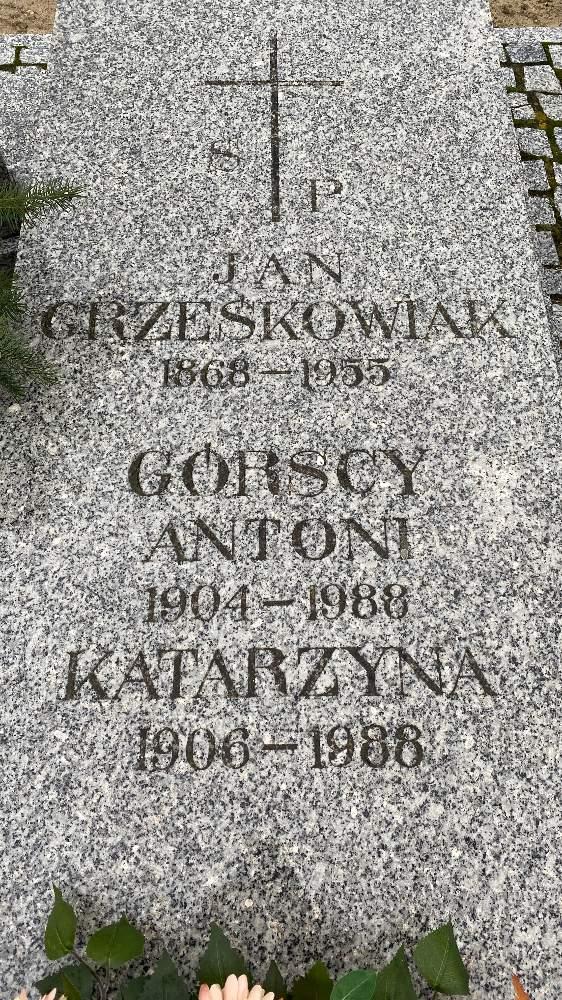 S P
JAN
GRZEŚKOWIAK
1868-1955
GÓRSCY
ANTONI
1904-1988
KATARZYNA
1906-1988